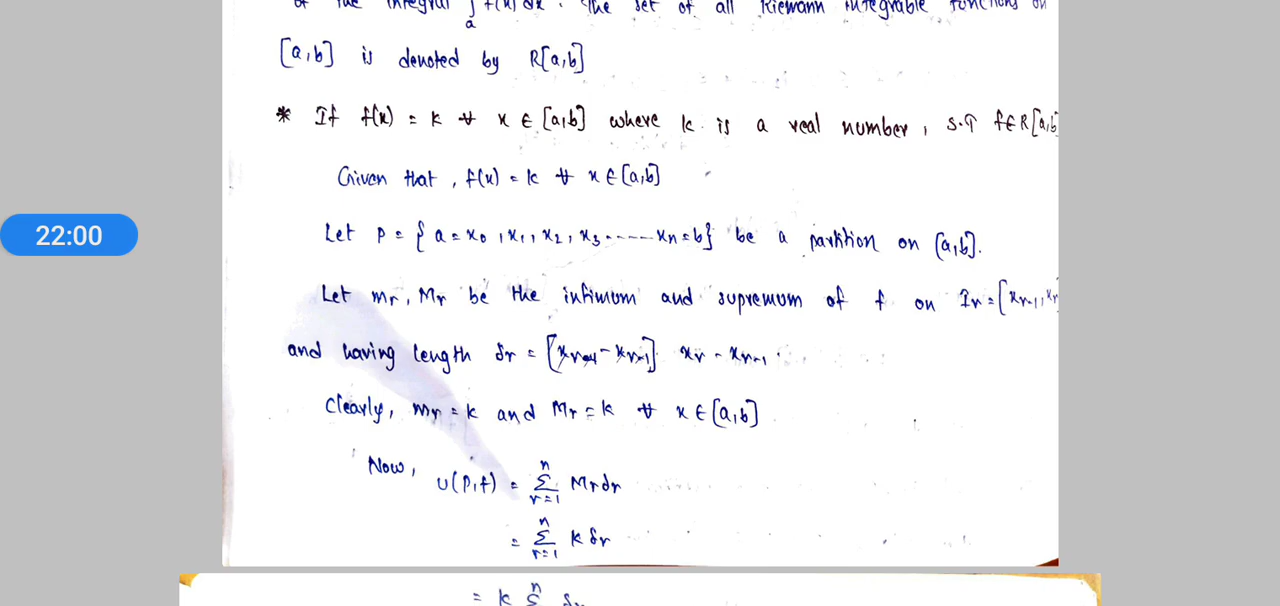 of the integral ∫ₐ f(x) dx. The set of all Riemann integrable functions on
[a,b] is denoted by R[a,b]
* If f(x) = k ∀ x ∈ [a,b] where k is a real number, S.T f∈R[a,b
Given that, f(x) = k ∀ x ∈ [a,b]
22:00
Let P = { a = x₀, x₁, x₂, x₃ ------ xₙ = b} be a partition on [a,b].
Let mr, Mr be the infimum and supremum of f on Ir = [xr-1, xr
and having length δr = xr - xr-1.
Clearly, mr = k and Mr = k ∀ x ∈ [a,b]
Now,
U(P,f) = n∑r=1 Mrδr
= n∑r=1 k δr
= k n∑ δr